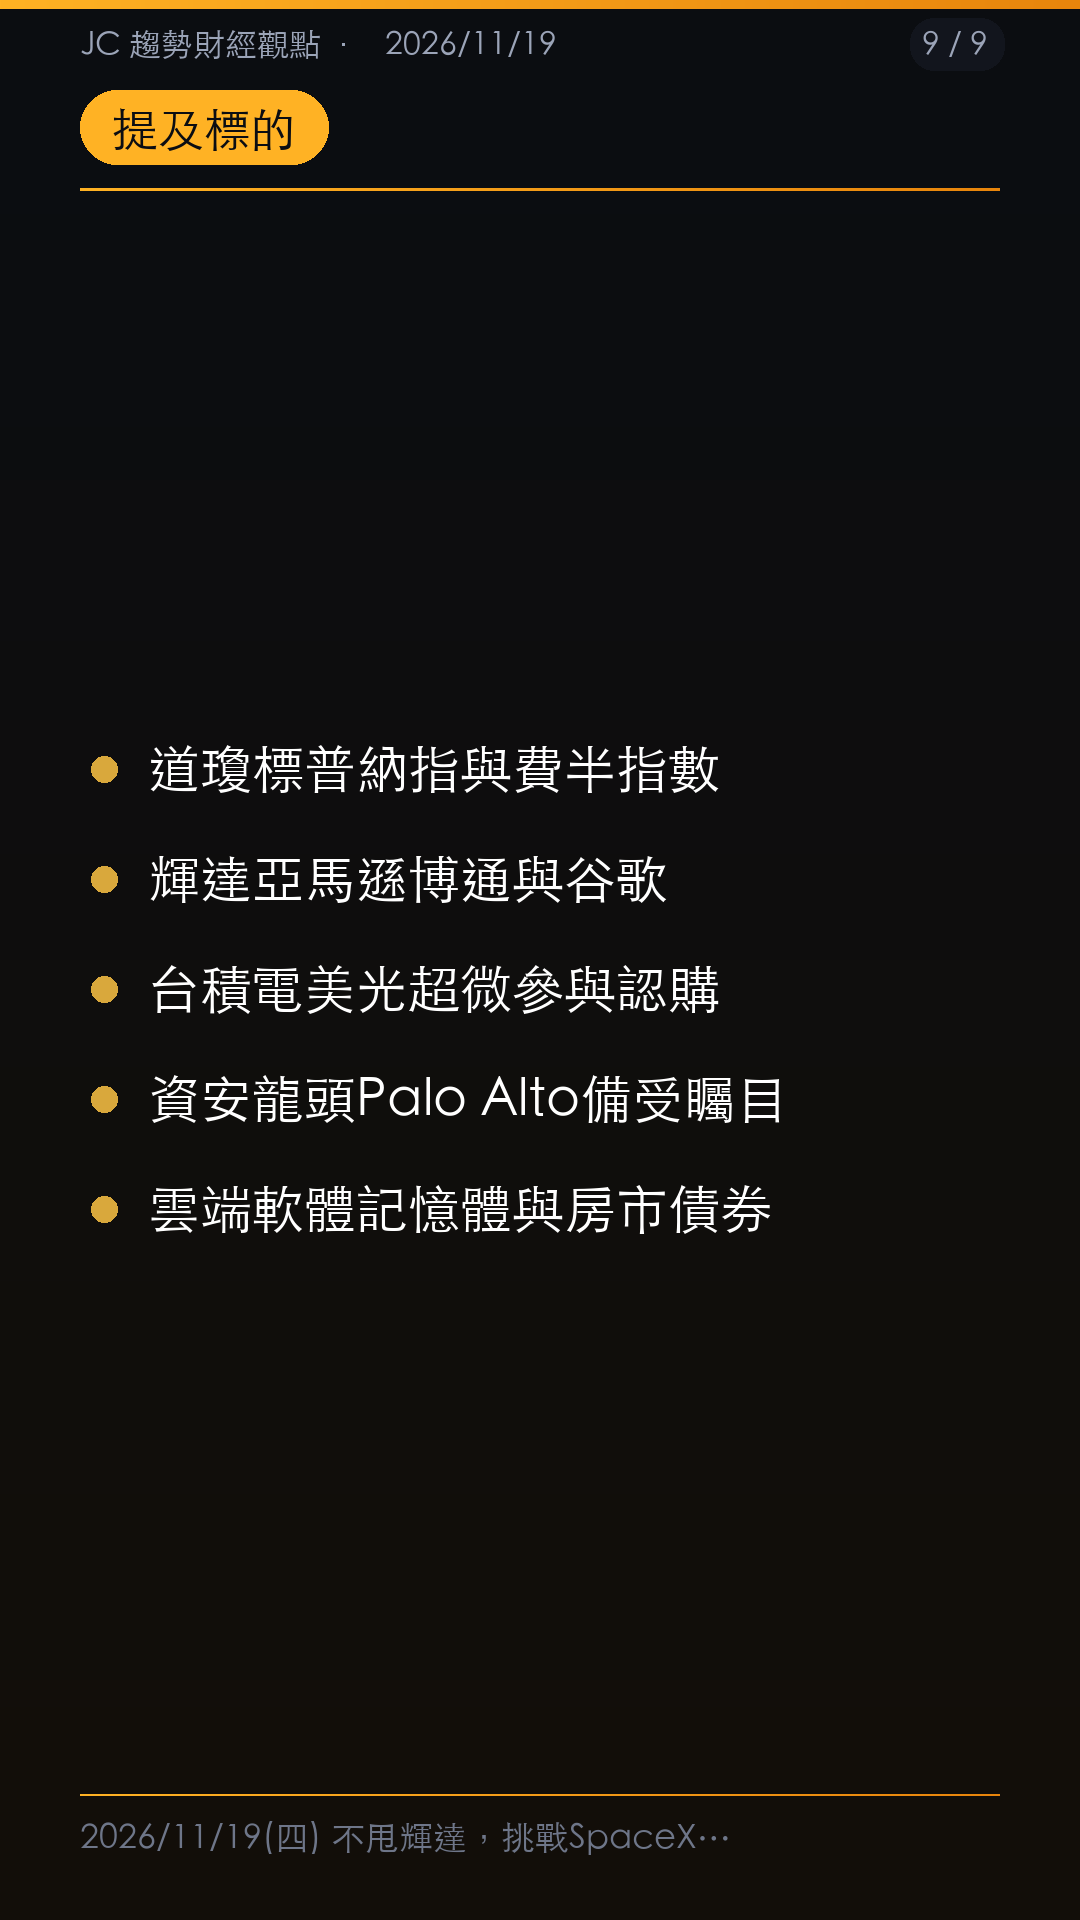 JC 趨勢財經觀點 · 2026/11/19
9 / 9
提及標的
道瓊標普納指與費半指數
輝達亞馬遜博通與谷歌
台積電美光超微參與認購
資安龍頭Palo Alto備受矚目
雲端軟體記憶體與房市債券
2026/11/19(四) 不甩輝達，挑戰SpaceX⋯